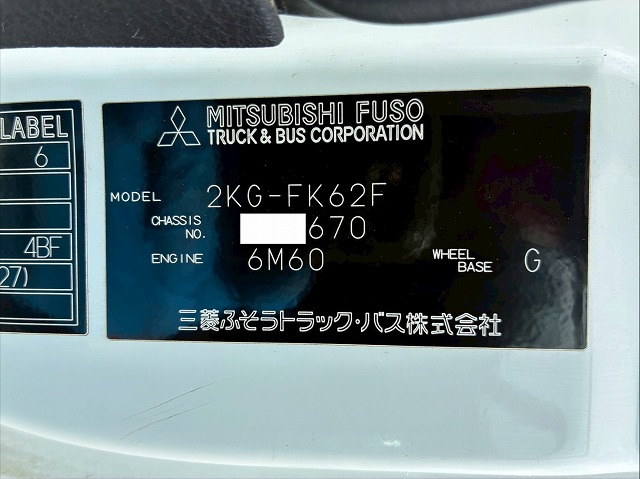 LABEL
6
4BF
27)
MITSUBISHI FUSO
TRUCK & BUS CORPORATION
MODEL 2KG-FK62F
CHASSIS NO. 670
ENGINE 6M60 WHEEL BASE G
三菱ふそうトラック・バス株式会社